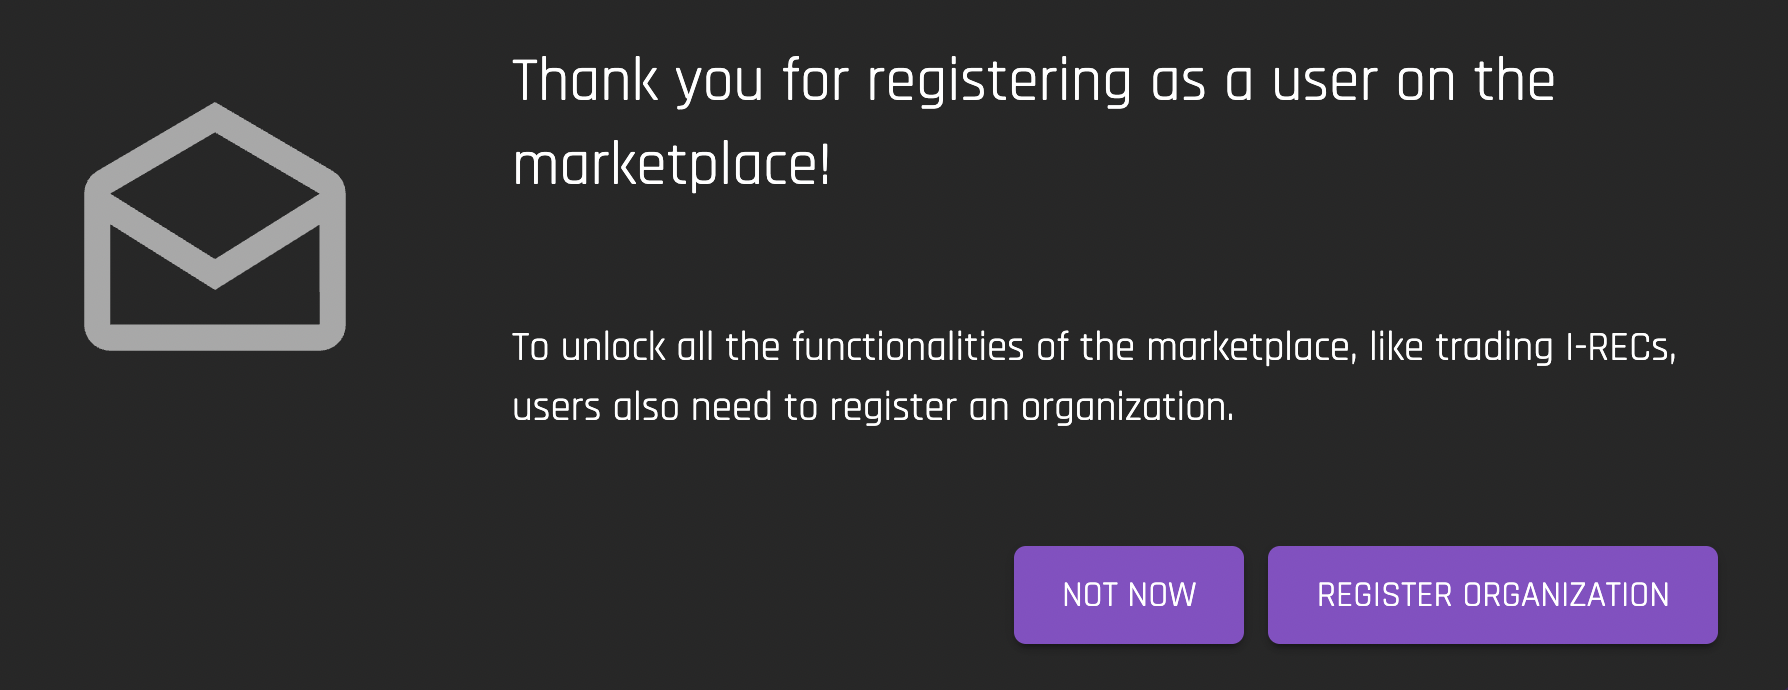 Thank you for registering as a user on the
marketplace!
To unlock all the functionalities of the marketplace, like trading I-RECs,
users also need to register an organization.
NOT NOW
REGISTER ORGANIZATION